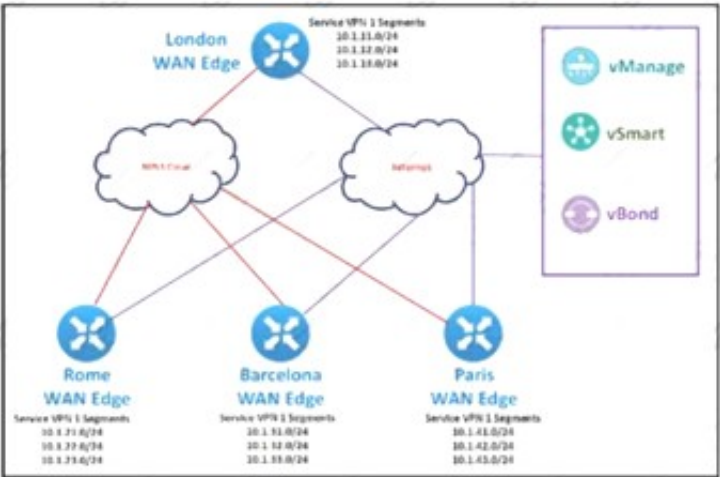 London
WAN Edge
Service VPN 1 Segments
10.1.11.0/24
10.1.12.0/24
10.1.13.0/24
MPLS Cloud
Internet
vManage
vSmart
vBond
Rome
WAN Edge
Service VPN 1 Segments
10.1.21.0/24
10.1.22.0/24
10.1.23.0/24
Barcelona
WAN Edge
Service VPN 1 Segments
10.1.31.0/24
10.1.32.0/24
10.1.33.0/24
Paris
WAN Edge
Service VPN 1 Segments
10.1.41.0/24
10.1.42.0/24
10.1.43.0/24